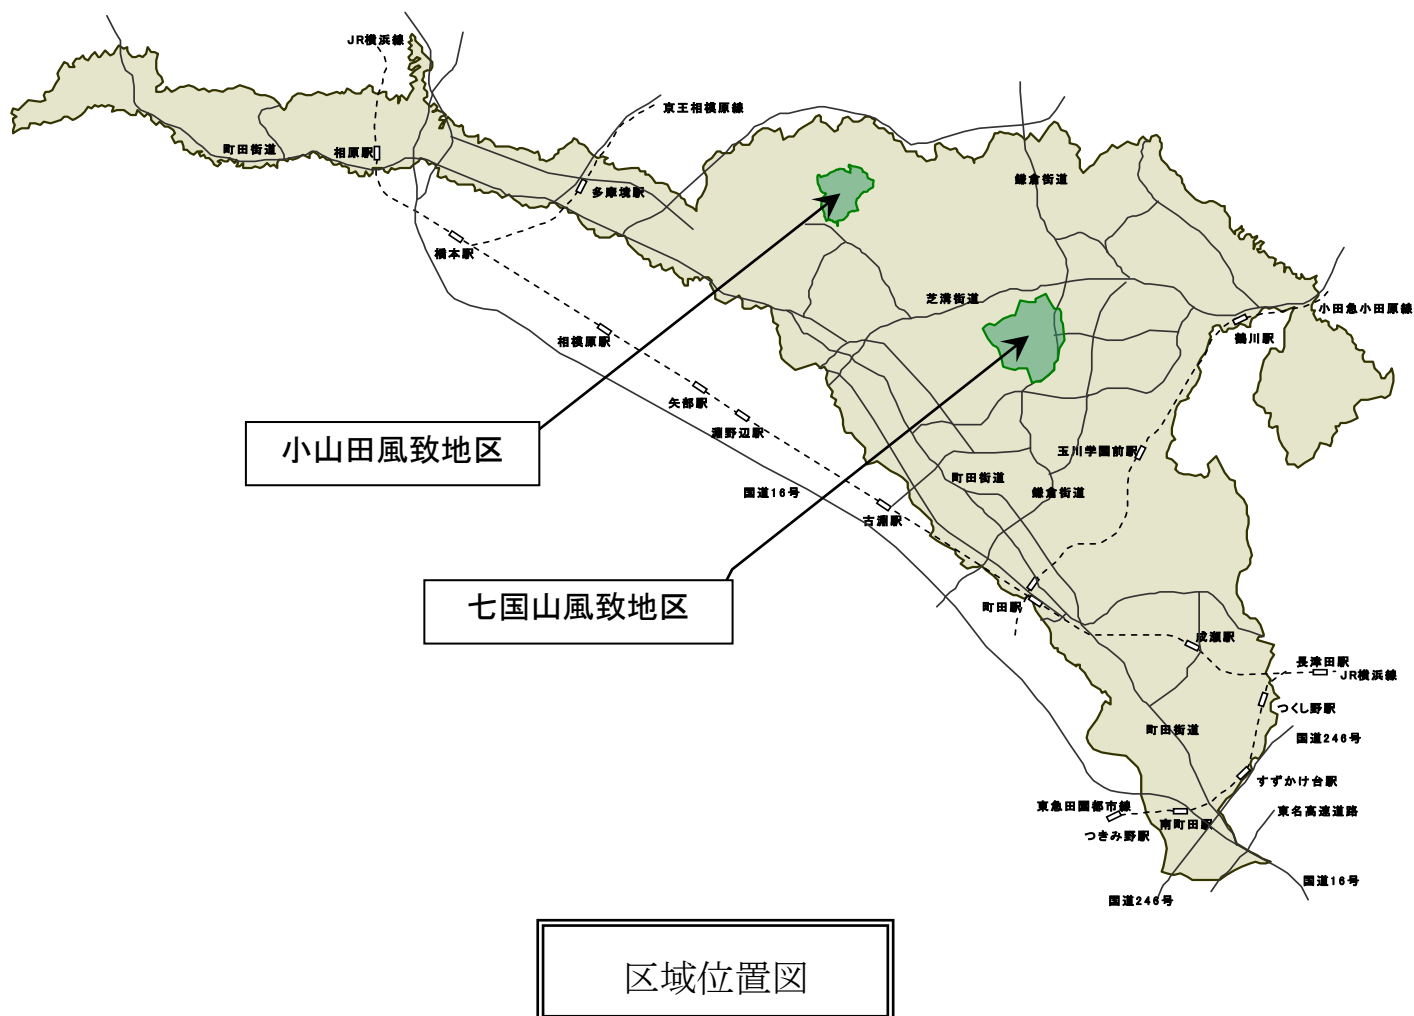 JR横浜線
京王相模原線
町田街道
相原駅
鎌倉街道
多摩境駅
橋本駅
芝溝街道
小田急小田原線
相模原駅
鶴川駅
矢部駅
淵野辺駅
小山田風致地区
玉川学園前駅
町田街道
国道16号
鎌倉街道
古淵駅
七国山風致地区
町田駅
成瀬駅
長津田駅
JR横浜線
つくし野駅
町田街道
国道246号
すずかけ台駅
東急田園都市線
東名高速道路
南町田駅
つきみ野駅
国道16号
国道246号
区域位置図